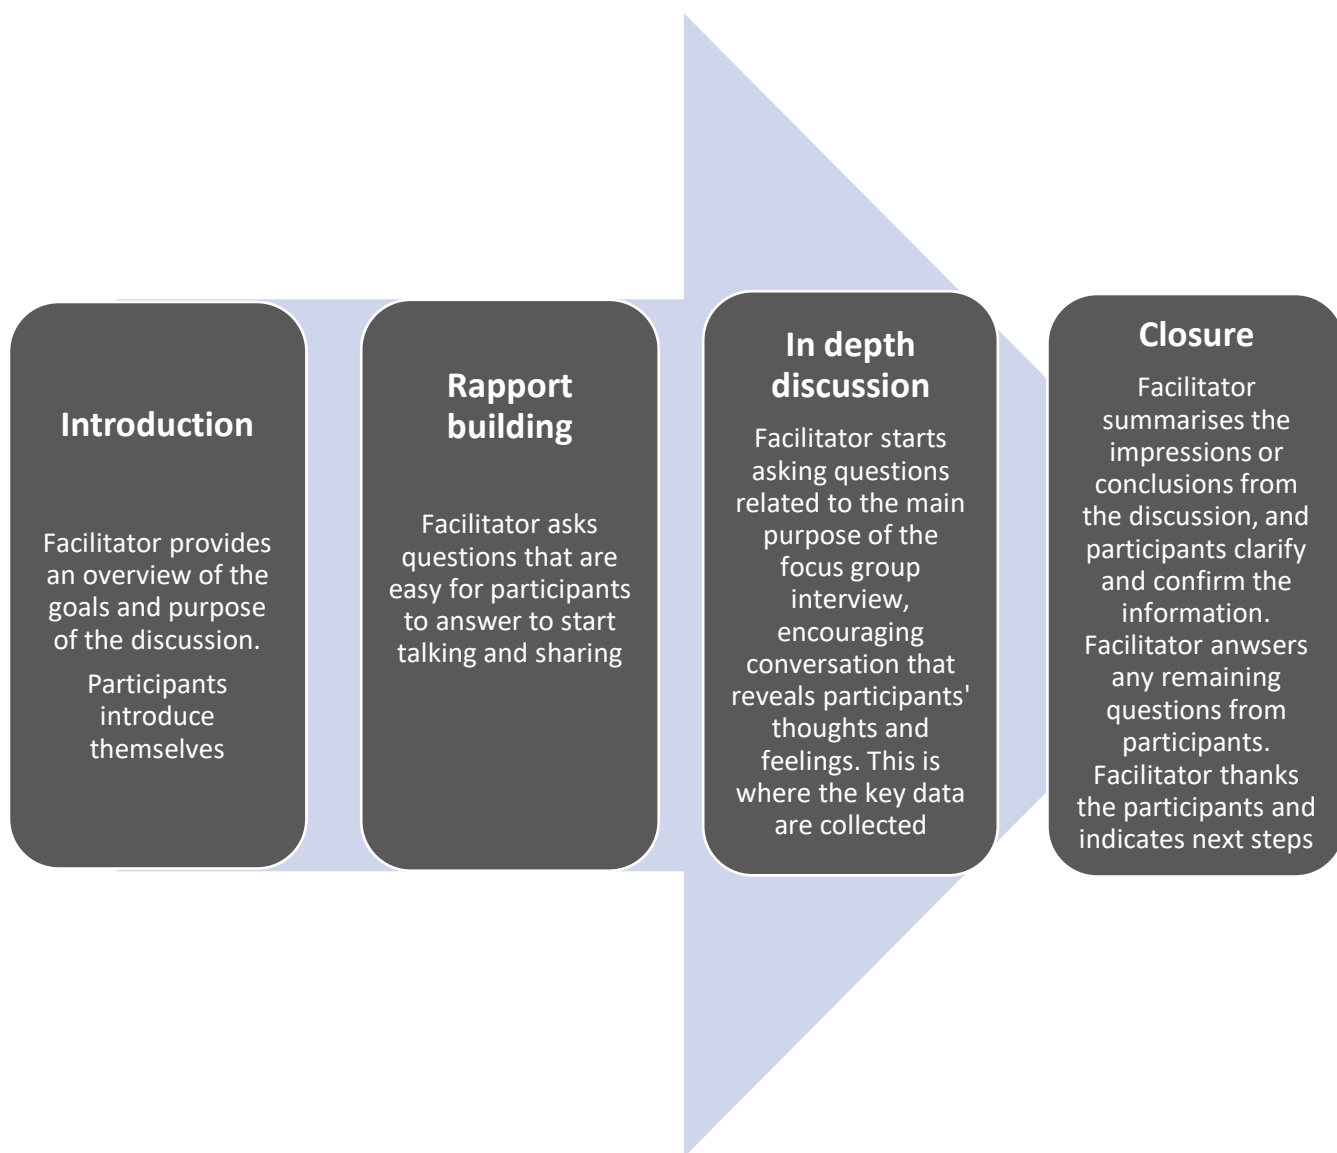 Introduction
Facilitator provides
an overview of the
goals and purpose
of the discussion.
Participants
introduce
themselves
Rapport
building
Facilitator asks
questions that are
easy for participants
to answer to start
talking and sharing
In depth
discussion
Facilitator starts
asking questions
related to the main
purpose of the
focus group
interview,
encouraging
conversation that
reveals participants'
thoughts and
feelings. This is
where the key data
are collected
Closure
Facilitator
summarises the
impressions or
conclusions from
the discussion, and
participants clarify
and confirm the
information.
Facilitator anwsers
any remaining
questions from
participants.
Facilitator thanks
the participants and
indicates next steps